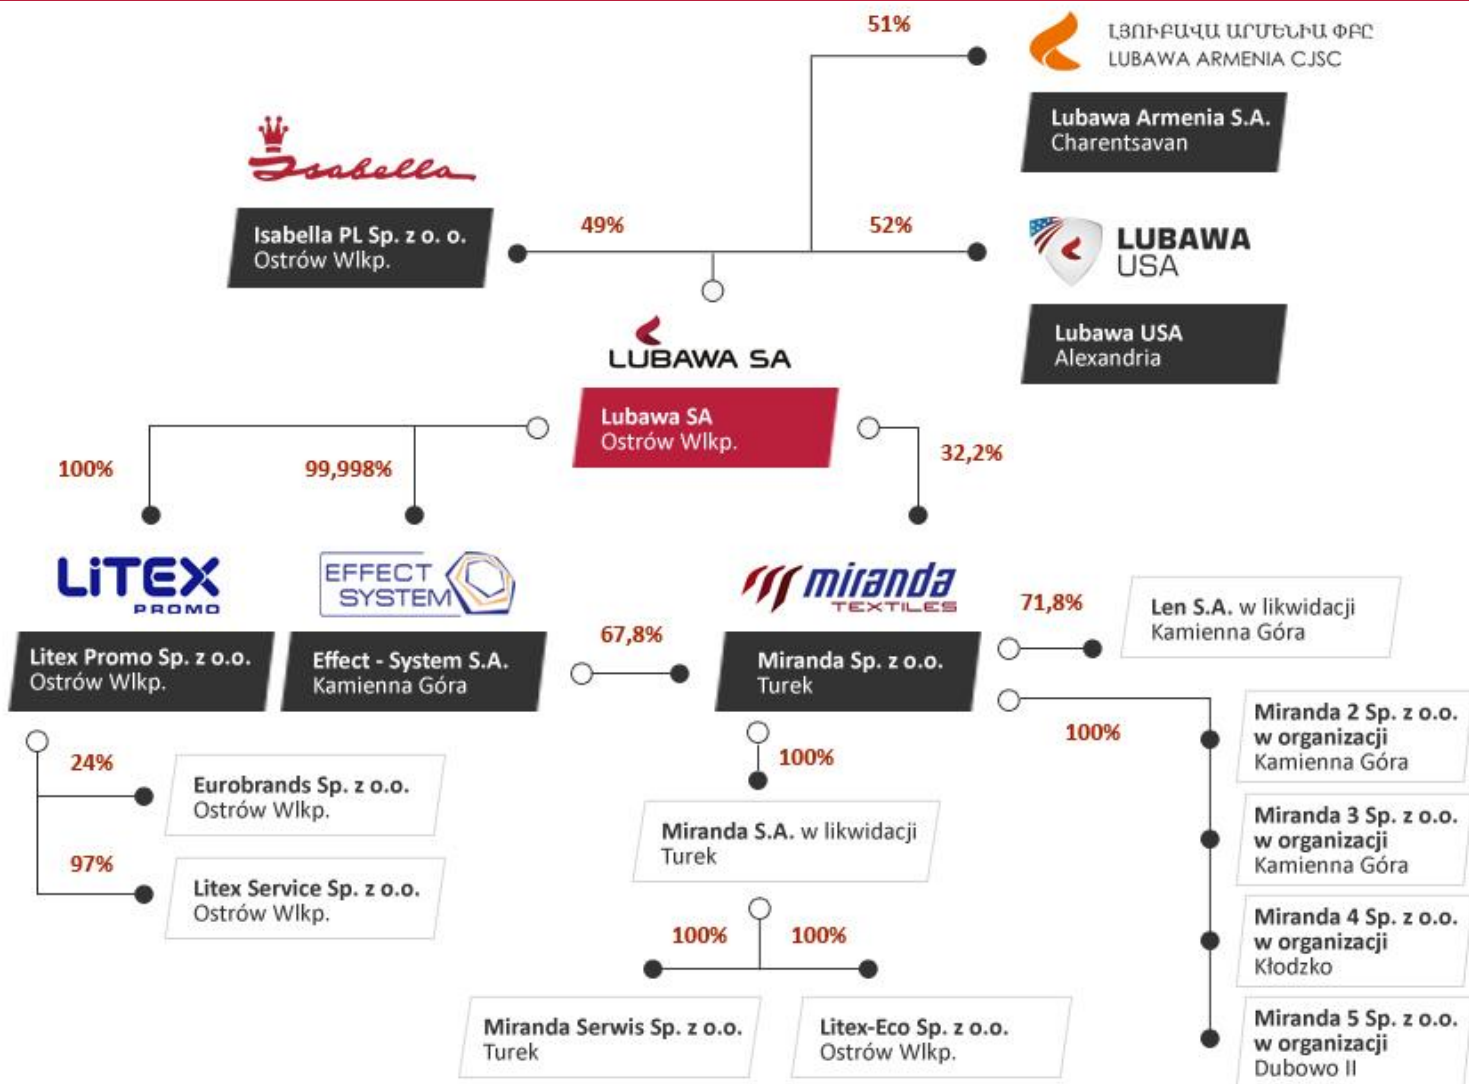 51%
ԼՅՈՒԲԱՎԱ ԱՐՄԵՆԻԱ ՓԲԸ
LUBAWA ARMENIA CJSC
Lubawa Armenia S.A.
Charentsavan
Isabella
Isabella PL Sp. z o. o.
Ostrów Wlkp.
49%
52%
LUBAWA
USA
Lubawa USA
Alexandria
LUBAWA SA
Lubawa SA
Ostrów Wlkp.
100%
99,998%
32,2%
LiTEX
PROMO
Litex Promo Sp. z o.o.
Ostrów Wlkp.
EFFECT
SYSTEM
Effect - System S.A.
Kamienna Góra
67,8%
miranda
TEXTILES
Miranda Sp. z o.o.
Turek
71,8%
Len S.A. w likwidacji
Kamienna Góra
24%
Eurobrands Sp. z o.o.
Ostrów Wlkp.
97%
Litex Service Sp. z o.o.
Ostrów Wlkp.
100%
Miranda S.A. w likwidacji
Turek
100%
100%
Miranda Serwis Sp. z o.o.
Turek
Litex-Eco Sp. z o.o.
Ostrów Wlkp.
100%
Miranda 2 Sp. z o.o.
w organizacji
Kamienna Góra
Miranda 3 Sp. z o.o.
w organizacji
Kamienna Góra
Miranda 4 Sp. z o.o.
w organizacji
Kłodzko
Miranda 5 Sp. z o.o.
w organizacji
Dubowo II